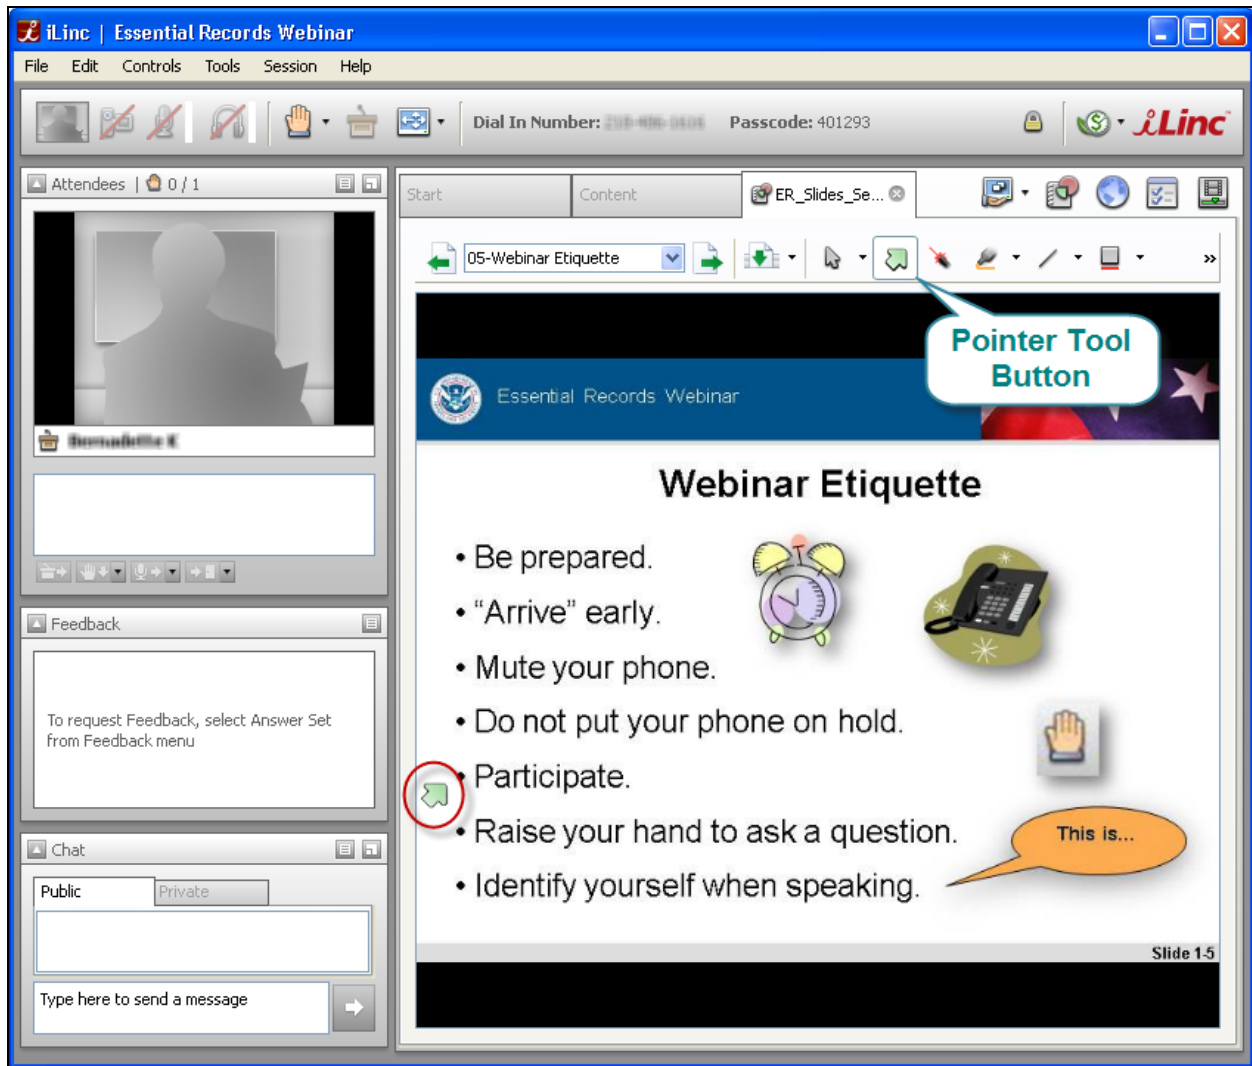 iLinc | Essential Records Webinar
File Edit Controls Tools Session Help
Dial In Number: Passcode: 401293
iLinc
Attendees | 0 / 1
Feedback
To request Feedback, select Answer Set
from Feedback menu
Chat
Public Private
Type here to send a message
Start Content ER_Slides_Se...
05-Webinar Etiquette
»
Pointer Tool
Button
Essential Records Webinar
Webinar Etiquette
• Be prepared.
• “Arrive” early.
• Mute your phone.
• Do not put your phone on hold.
• Participate.
• Raise your hand to ask a question.
This is...
• Identify yourself when speaking.
Slide 1-5